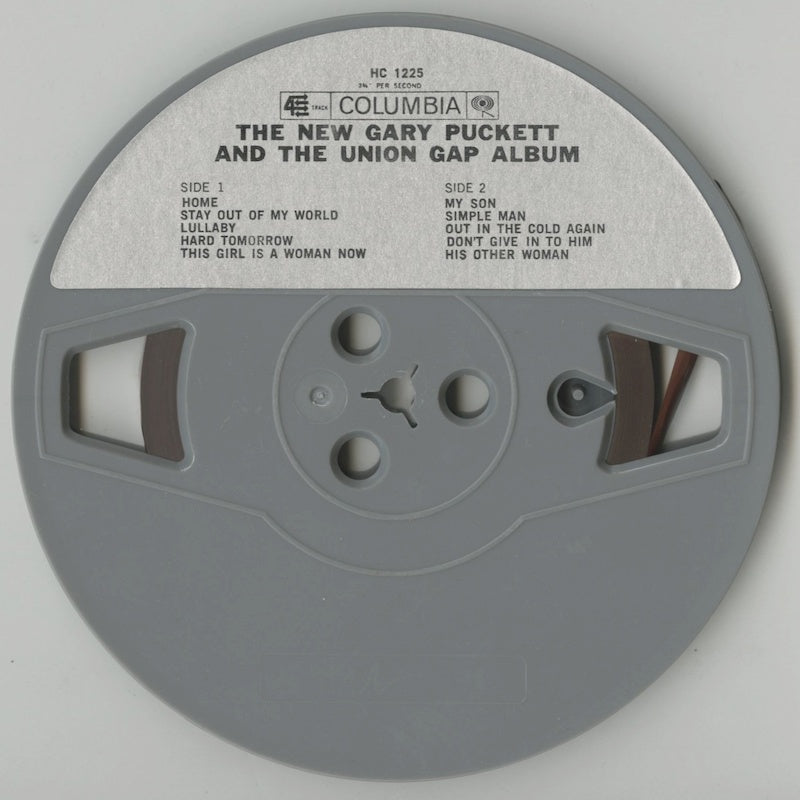 HC 1225
3¾" PER SECOND
4 TRACK COLUMBIA
THE NEW GARY PUCKETT
AND THE UNION GAP ALBUM
SIDE 1
HOME
STAY OUT OF MY WORLD
LULLABY
HARD TOMORROW
THIS GIRL IS A WOMAN NOW
SIDE 2
MY SON
SIMPLE MAN
OUT IN THE COLD AGAIN
DON'T GIVE IN TO HIM
HIS OTHER WOMAN